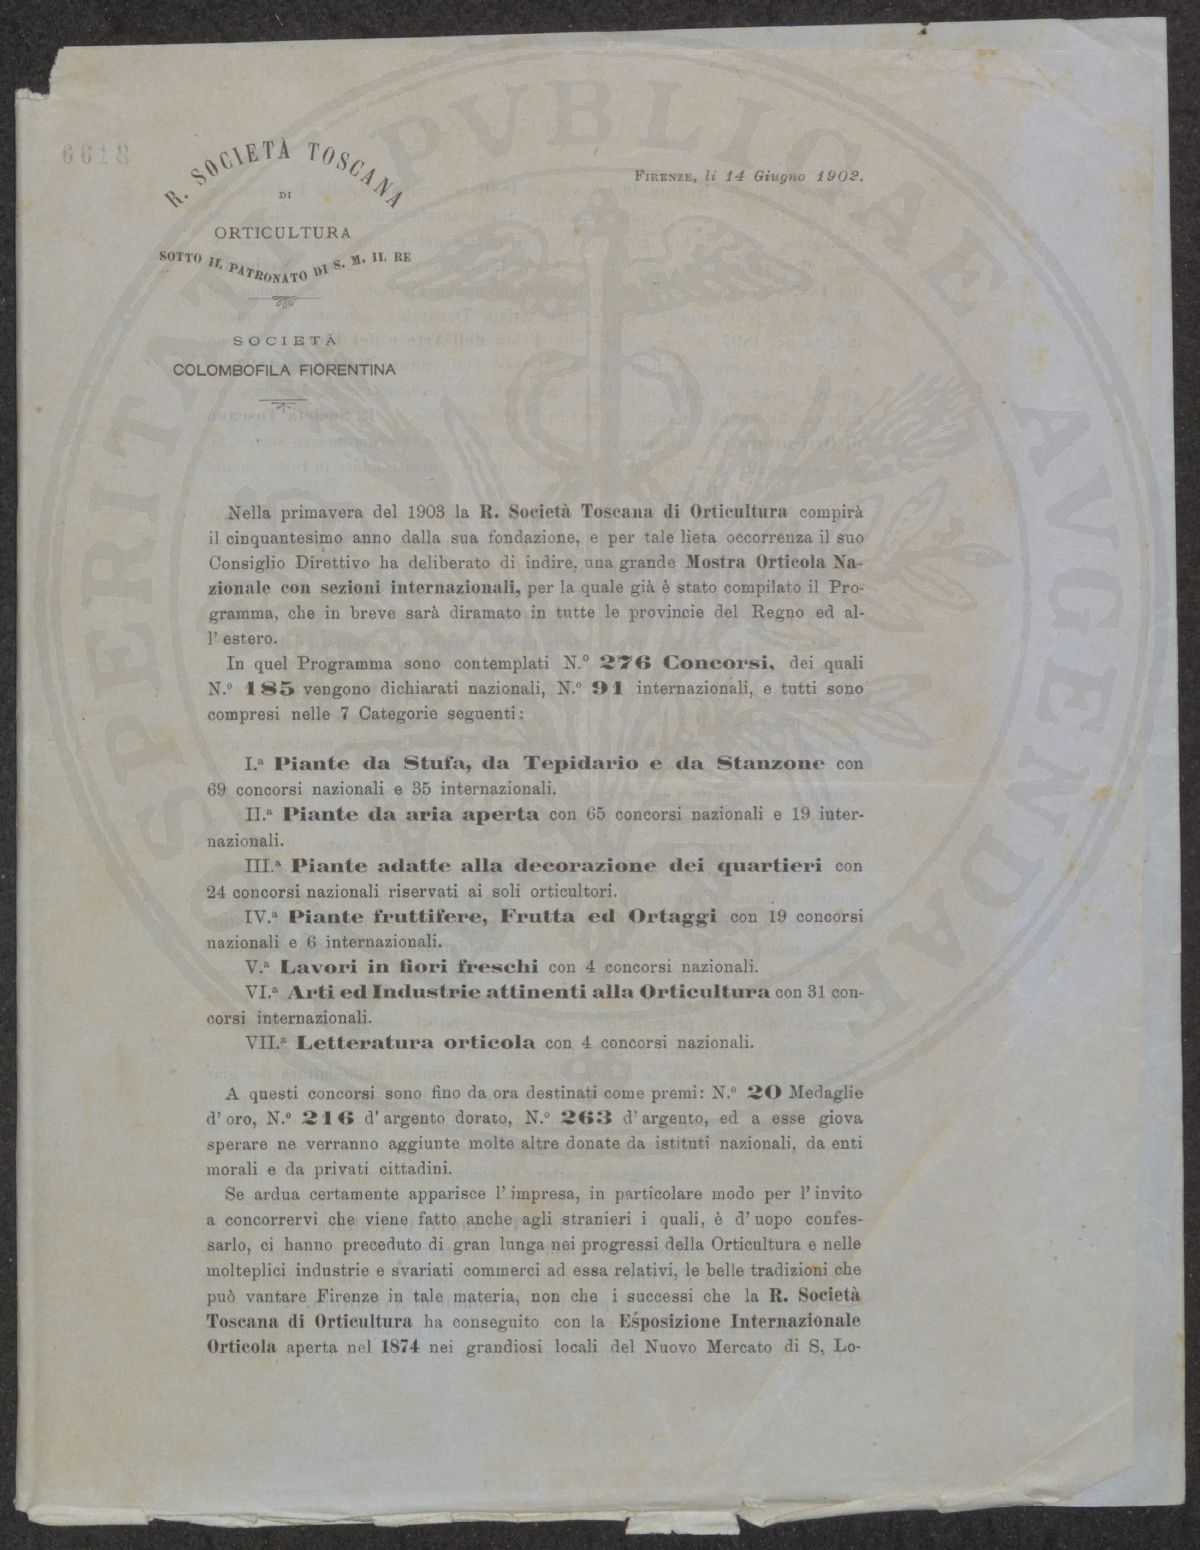 6618
R. SOCIETÀ TOSCANA
DI
ORTICULTURA
SOTTO IL PATRONATO DI S. M. IL RE
SOCIETÀ
COLOMBOFILA FIORENTINA
FIRENZE, li 14 Giugno 1902.
Nella primavera del 1903 la R. Società Toscana di Orticultura compirà
il cinquantesimo anno dalla sua fondazione, e per tale lieta occorrenza il suo
Consiglio Direttivo ha deliberato di indire, una grande Mostra Orticola Na-
zionale con sezioni internazionali, per la quale già è stato compilato il Pro-
gramma, che in breve sarà diramato in tutte le provincie del Regno ed al-
l' estero.
In quel Programma sono contemplati N.º 276 Concorsi, dei quali
N.º 185 vengono dichiarati nazionali, N.º 91 internazionali, e tutti sono
compresi nelle 7 Categorie seguenti:
I.ª Piante da Stufa, da Tepidario e da Stanzone con
69 concorsi nazionali e 35 internazionali.
II.ª Piante da aria aperta con 65 concorsi nazionali e 19 inter-
nazionali.
III.ª Piante adatte alla decorazione dei quartieri con
24 concorsi nazionali riservati ai soli orticultori.
IV.ª Piante fruttifere, Frutta ed Ortaggi con 19 concorsi
nazionali e 6 internazionali.
V.ª Lavori in fiori freschi con 4 concorsi nazionali.
VI.ª Arti ed Industrie attinenti alla Orticultura con 31 con-
corsi internazionali.
VII.ª Letteratura orticola con 4 concorsi nazionali.
A questi concorsi sono fino da ora destinati come premi: N.º 20 Medaglie
d' oro, N.º 216 d' argento dorato, N.º 263 d' argento, ed a esse giova
sperare ne verranno aggiunte molte altre donate da istituti nazionali, da enti
morali e da privati cittadini.
Se ardua certamente apparisce l' impresa, in particolare modo per l' invito
a concorrervi che viene fatto anche agli stranieri i quali, è d' uopo confes-
sarlo, ci hanno preceduto di gran lunga nei progressi della Orticultura e nelle
molteplici industrie e svariati commerci ad essa relativi, le belle tradizioni che
può vantare Firenze in tale materia, non che i successi che la R. Società
Toscana di Orticultura ha conseguito con la Esposizione Internazionale
Orticola aperta nel 1874 nei grandiosi locali del Nuovo Mercato di S. Lo-
PROSPERITATI PVBLICAE AVGENDAE